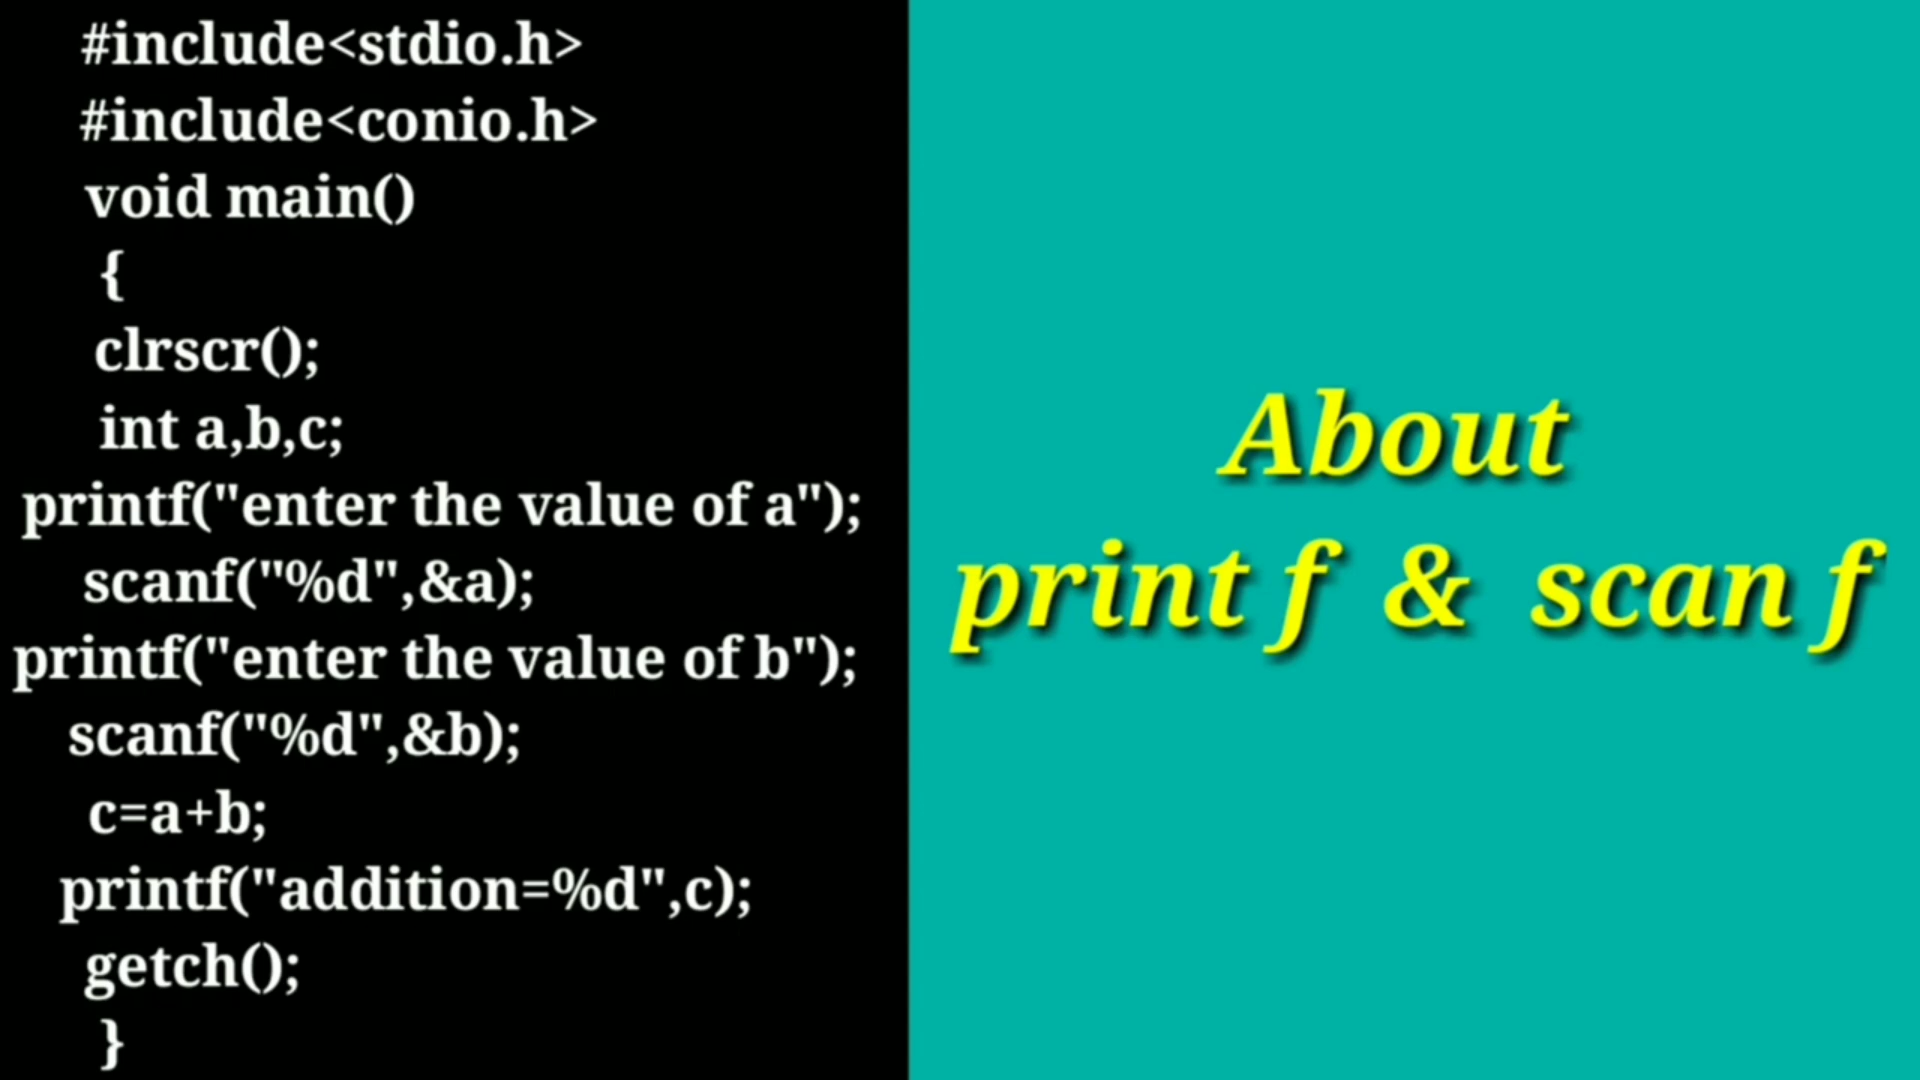 #include<stdio.h>
#include<conio.h>
void main()
{
clrscr();
int a,b,c;
printf("enter the value of a");
scanf("%d",&a);
printf("enter the value of b");
scanf("%d",&b);
c=a+b;
printf("addition=%d",c);
getch();
}
About
print f & scan f